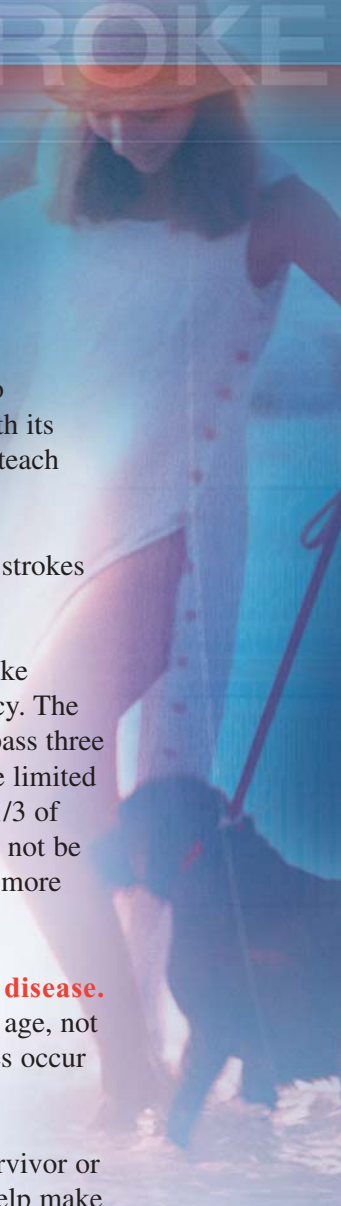 ROKE
th its
teach
strokes
ke
cy. The
pass three
e limited
/3 of
not be
more
disease.
age, not
s occur
rvivor or
elp make